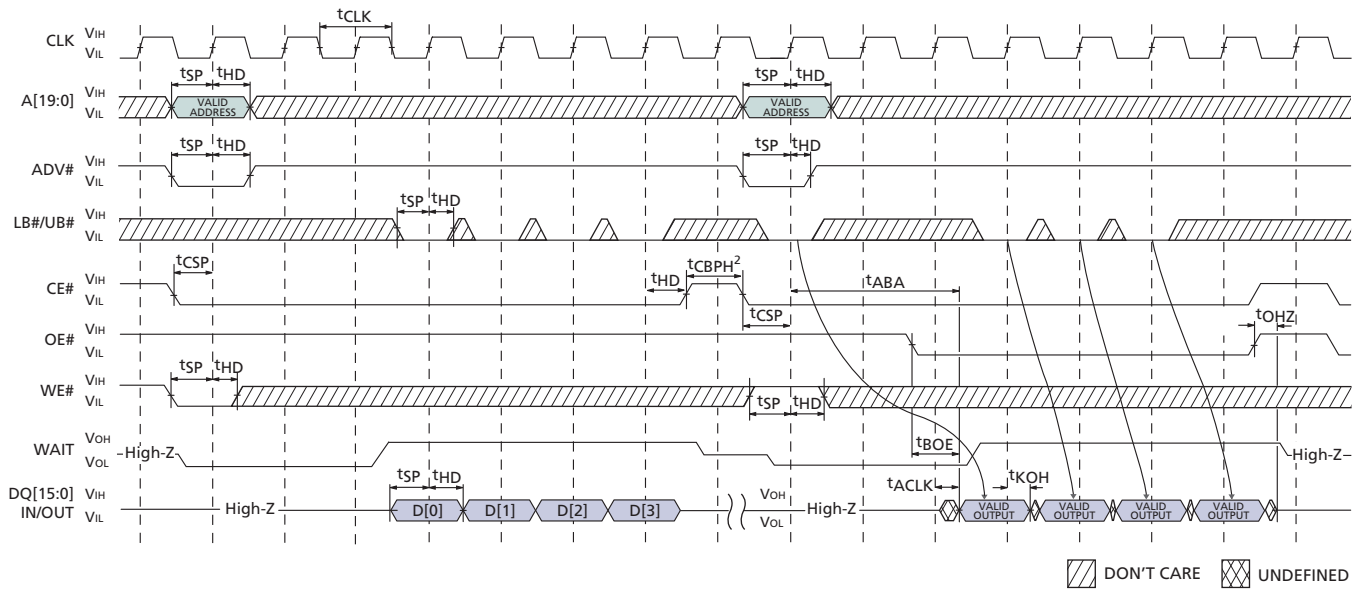 tCLK
CLK VIH
VIL
tSP tHD tSP tHD
A[19:0] VIH
VIL
VALID ADDRESS VALID ADDRESS
tSP tHD tSP tHD
ADV# VIH
VIL
tSP tHD
LB#/UB# VIH
VIL
tCSP tHD tCBPH2 tABA
CE# VIH
VIL
tCSP
OE# VIH
VIL
tOHZ
tSP tHD
WE# VIH
VIL
tSP tHD
WAIT VOH
VOL
High-Z High-Z
tBOE
tSP tHD tACLK tKOH
DQ[15:0] IN/OUT VIH
VIL
High-Z D[0] D[1] D[2] D[3] VOH
VOL
High-Z VALID OUTPUT VALID OUTPUT VALID OUTPUT VALID OUTPUT
DON'T CARE UNDEFINED